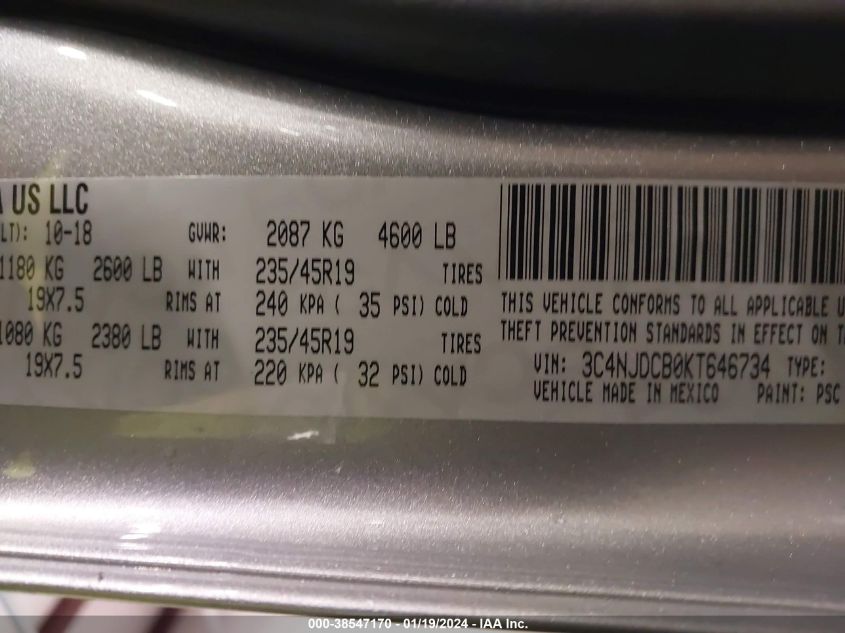 A US LLC
LT): 10-18 GVWR: 2087 KG 4600 LB
1180 KG 2600 LB WITH 235/45R19 TIRES
19X7.5 RIMS AT 240 KPA ( 35 PSI) COLD
1080 KG 2380 LB WITH 235/45R19 TIRES
19X7.5 RIMS AT 220 KPA ( 32 PSI) COLD
THIS VEHICLE CONFORMS TO ALL APPLICABLE U
THEFT PREVENTION STANDARDS IN EFFECT ON T
VIN: 3C4NJDCB0KT646734 TYPE:
VEHICLE MADE IN MEXICO PAINT: PSC
000-38547170 - 01/19/2024 - IAA Inc.